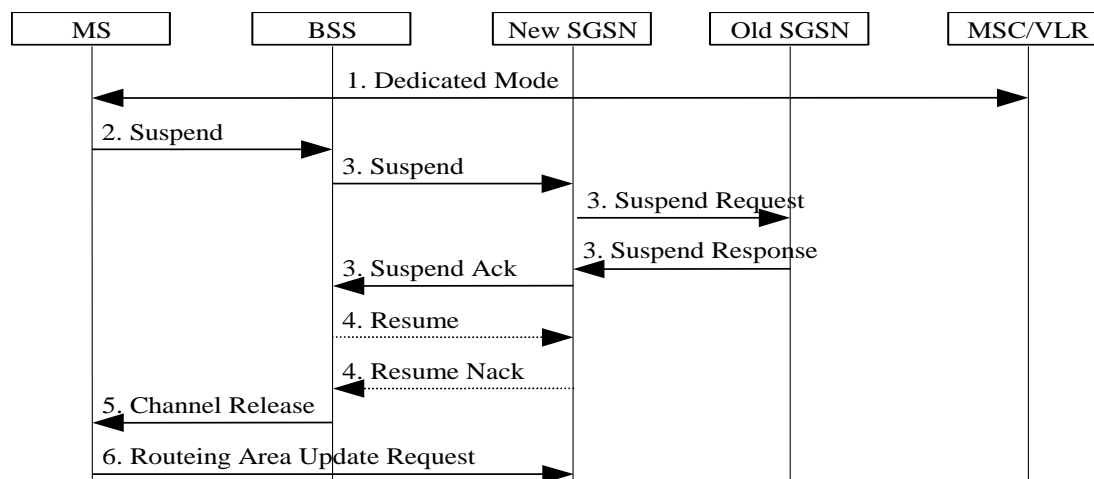 MS
BSS
New SGSN
Old SGSN
MSC/VLR
1. Dedicated Mode
2. Suspend
3. Suspend
3. Suspend Request
3. Suspend Response
3. Suspend Ack
4. Resume
4. Resume Nack
5. Channel Release
6. Routeing Area Update Request